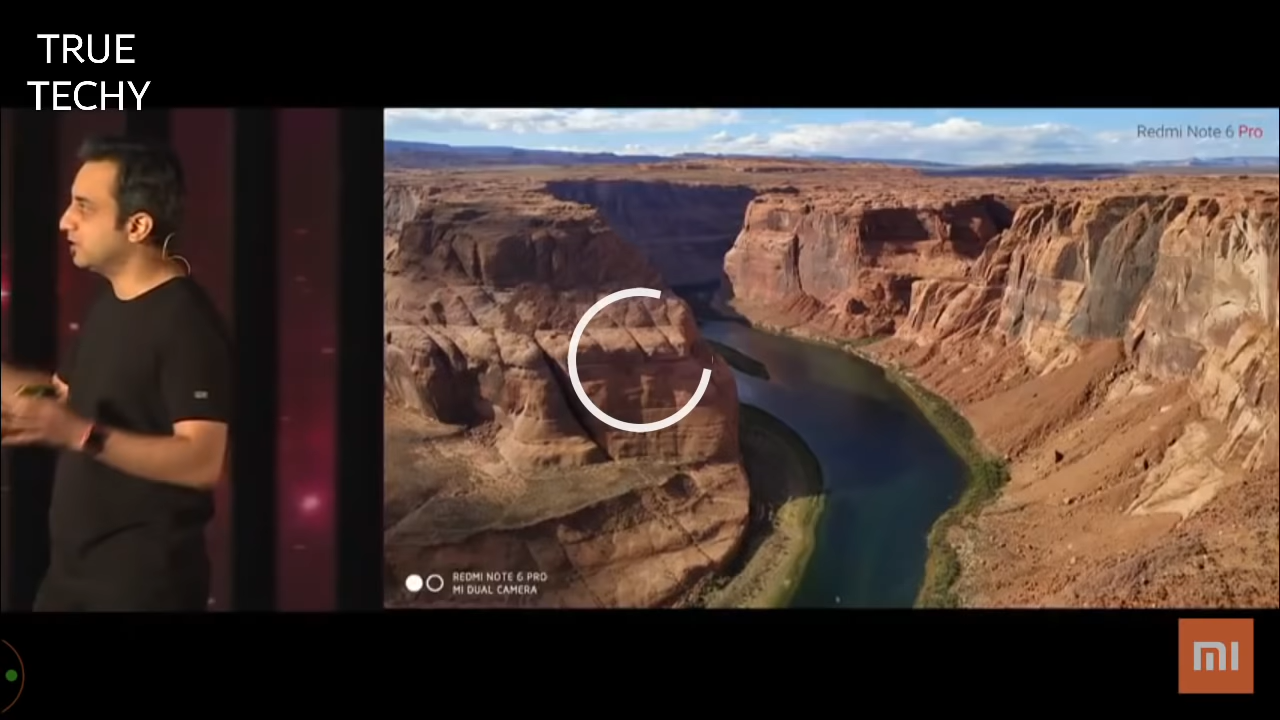 TRUE
TECHY
Redmi Note 6 Pro
REDMI NOTE 6 PRO
MI DUAL CAMERA
MI